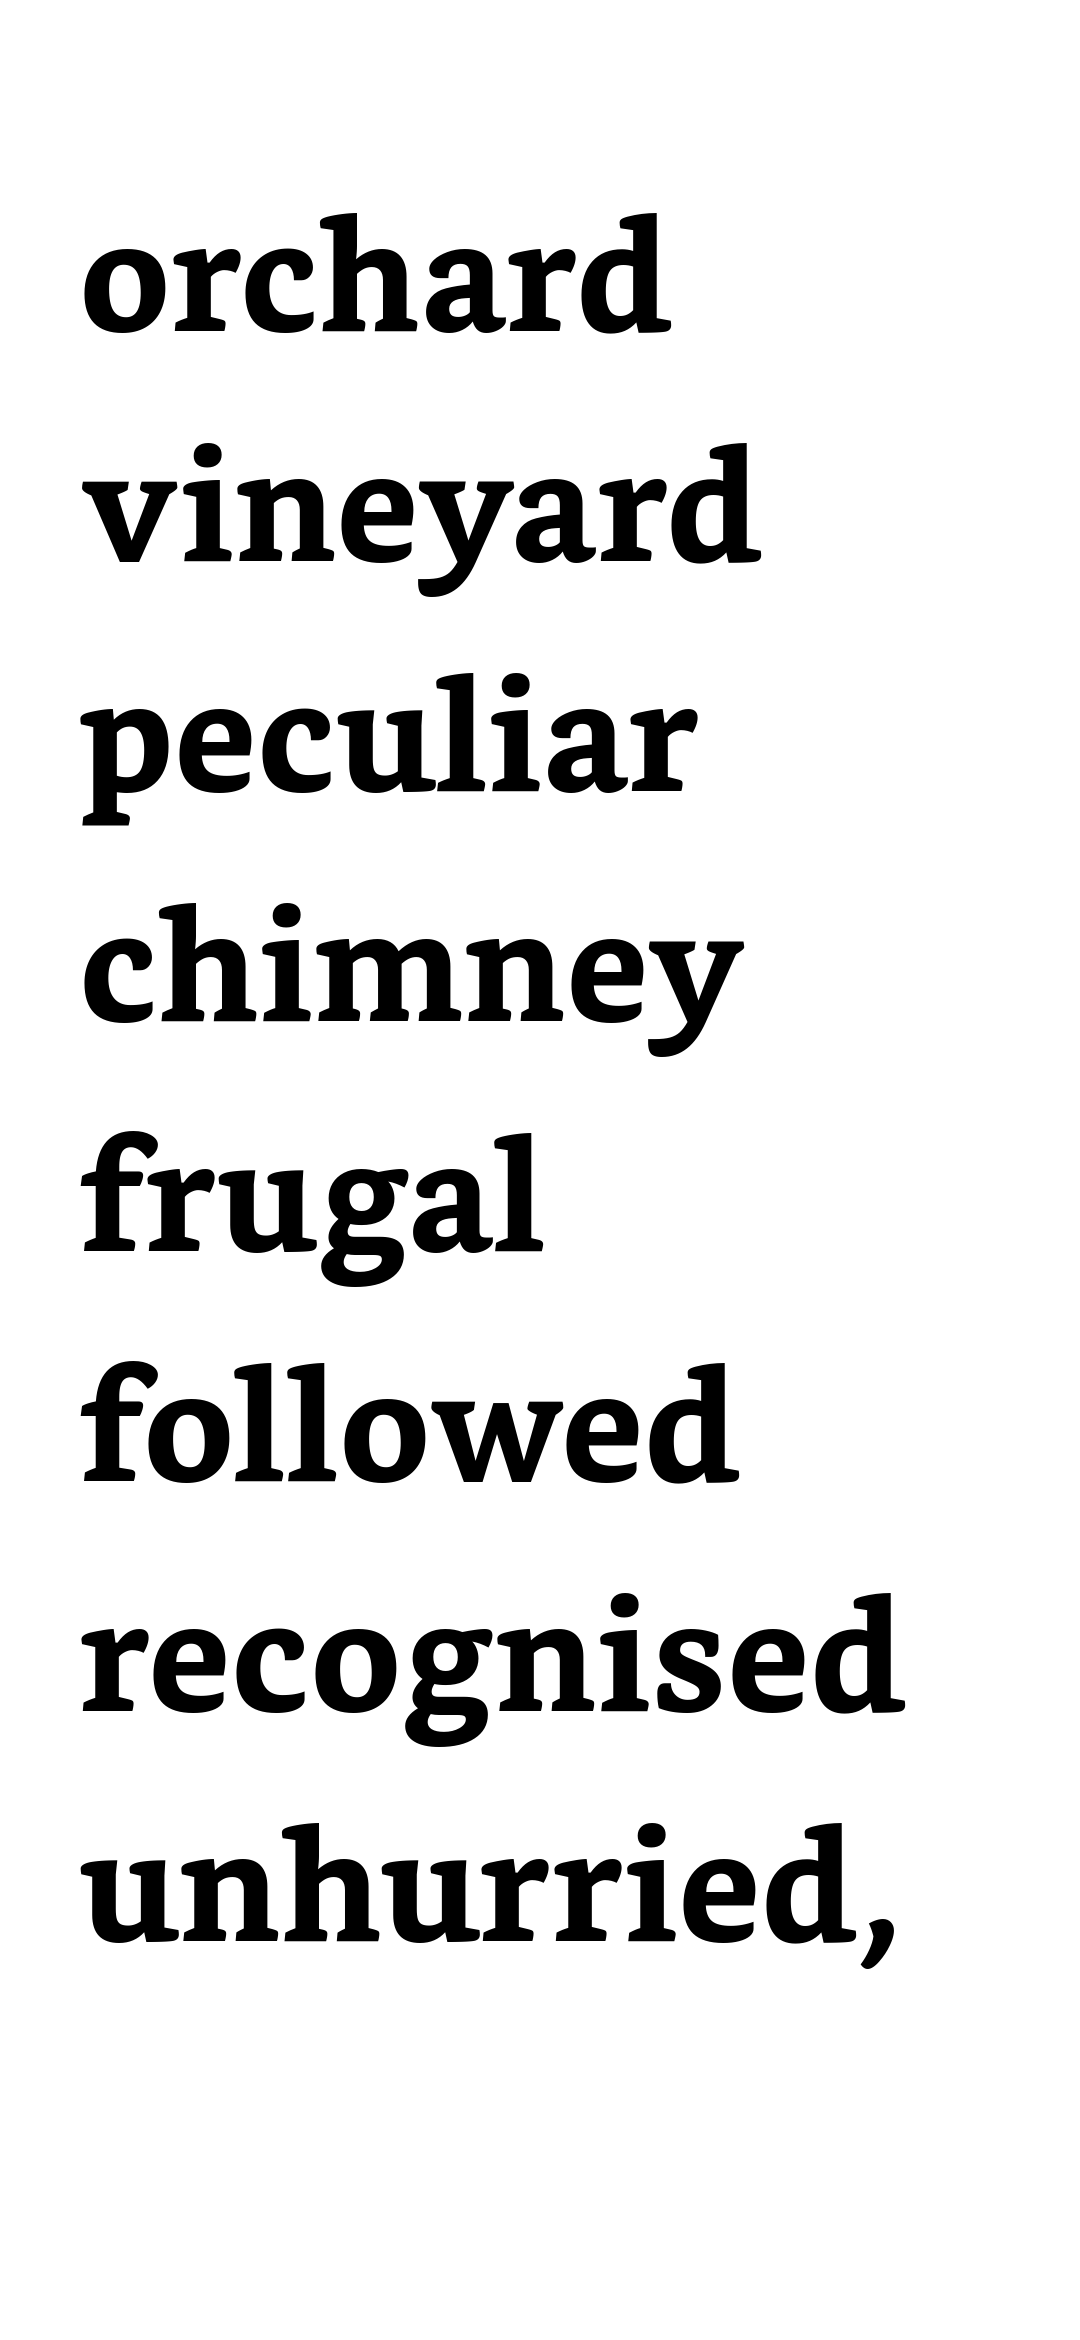 orchard
vineyard
peculiar
chimney
frugal
followed
recognised
unhurried,